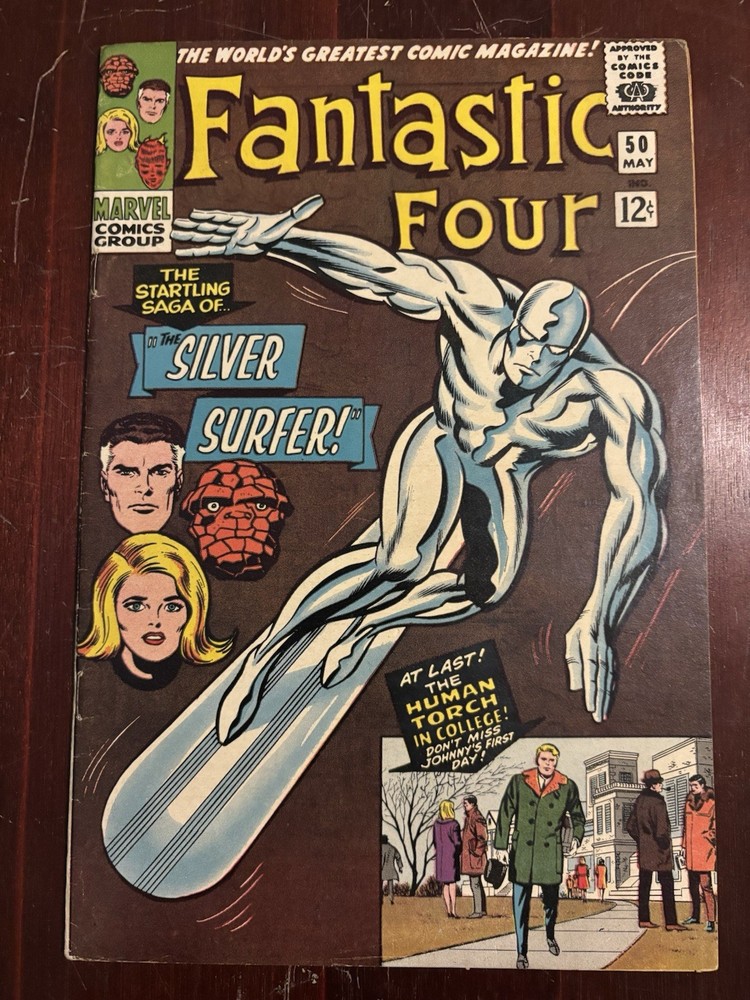 THE WORLD'S GREATEST COMIC MAGAZINE!
APPROVED
BY THE
COMICS
CODE
CA
AUTHORITY
Fantastic
Four
50
MAY
IND.
12¢
MARVEL
COMICS
GROUP
THE
STARTLING
SAGA OF...
"THE SILVER
SURFER!"
AT LAST!
THE
HUMAN
TORCH
IN COLLEGE!
DON'T MISS
JOHNNY'S FIRST
DAY!